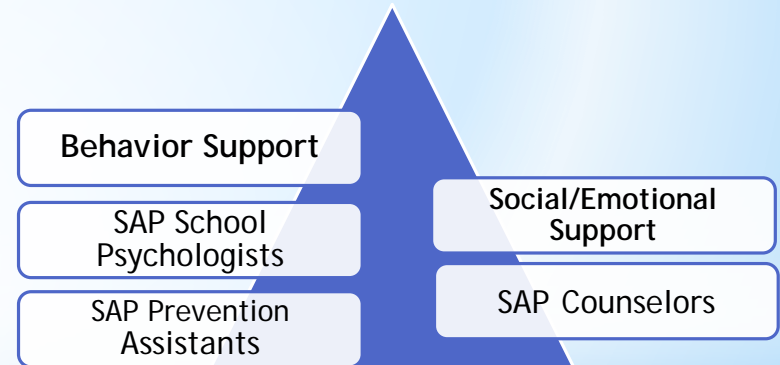 Behavior Support
SAP School
Psychologists
SAP Prevention
Assistants
Social/Emotional
Support
SAP Counselors